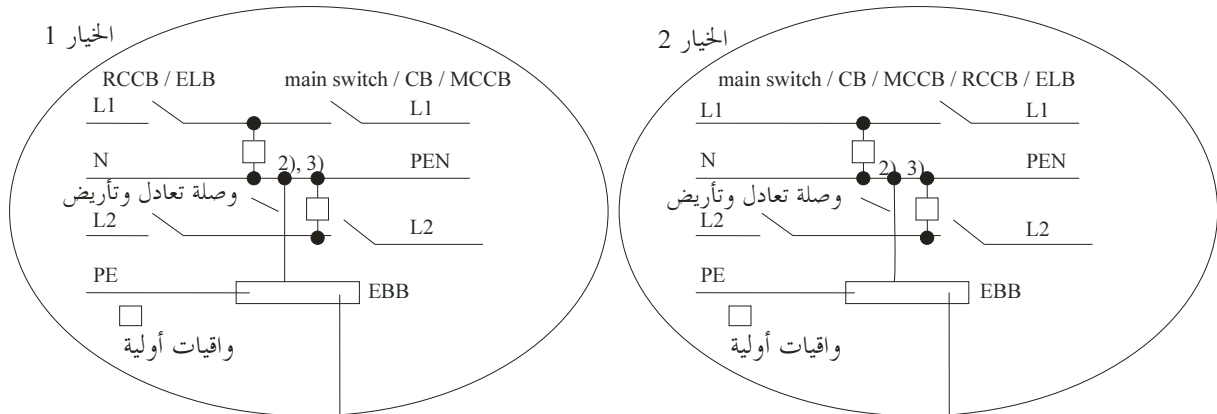 الخيار 1
RCCB / ELB
main switch / CB / MCCB
L1
L1
N
2), 3)
PEN
وصلة تعادل وتأريض
L2
L2
PE
EBB
واقيات أولية
الخيار 2
main switch / CB / MCCB / RCCB / ELB
L1
L1
N
2), 3)
PEN
وصلة تعادل وتأريض
L2
L2
PE
EBB
واقيات أولية